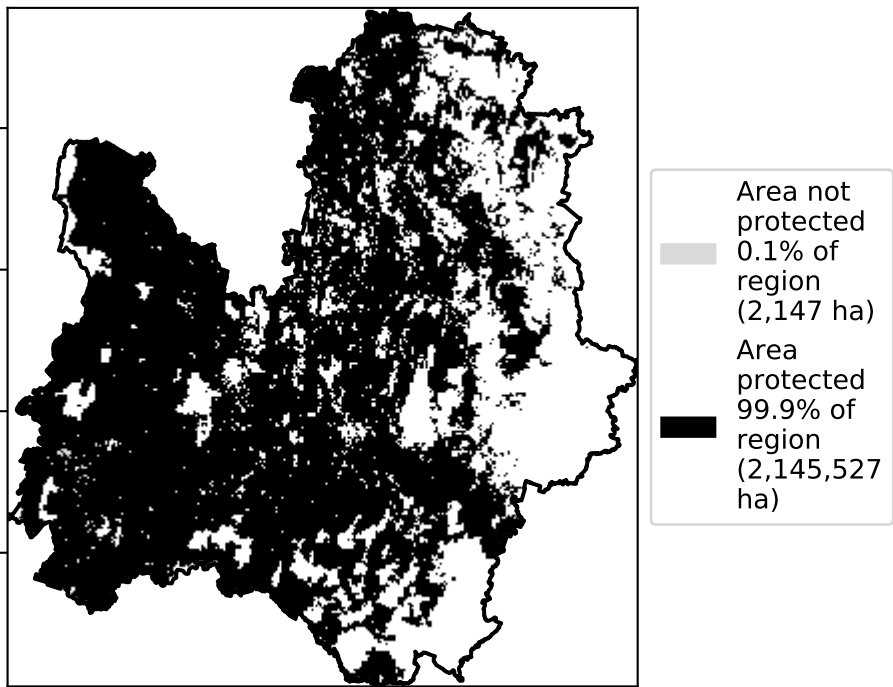 Area not
protected
0.1% of
region
(2,147 ha)
Area
protected
99.9% of
region
(2,145,527
ha)